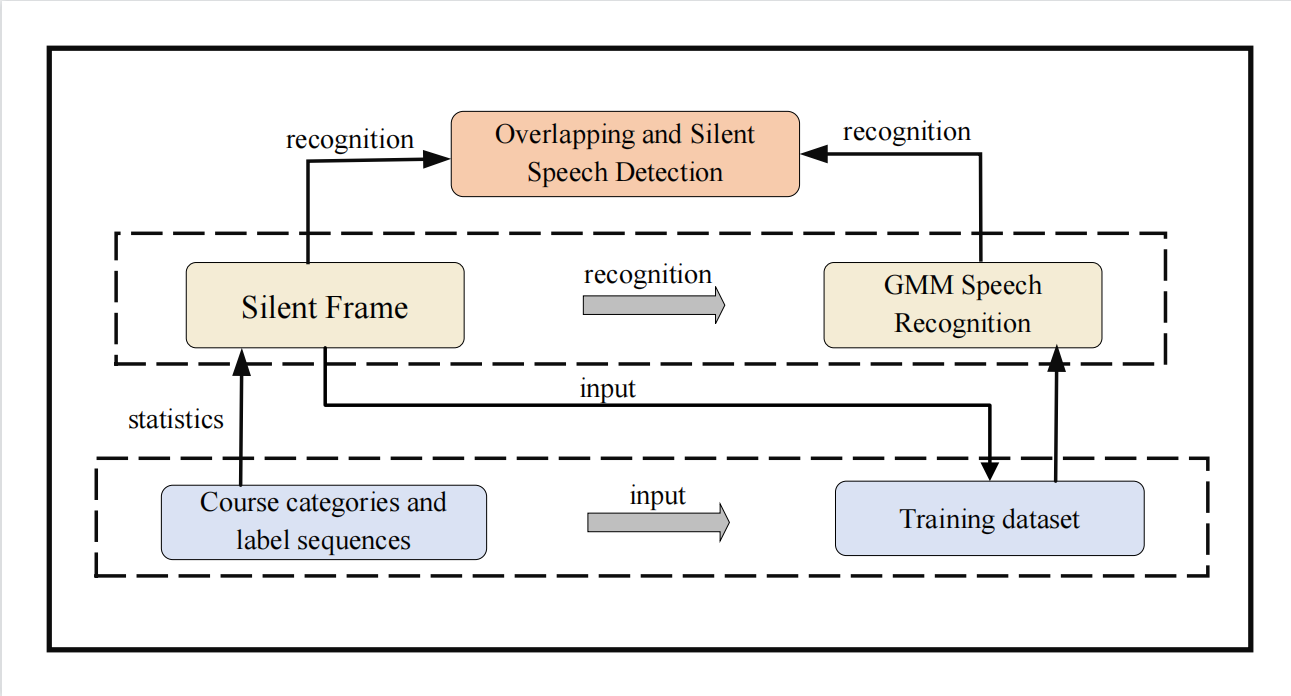 recognition
Overlapping and Silent
Speech Detection
recognition
Silent Frame
recognition
GMM Speech
Recognition
input
statistics
Course categories and
label sequences
input
Training dataset